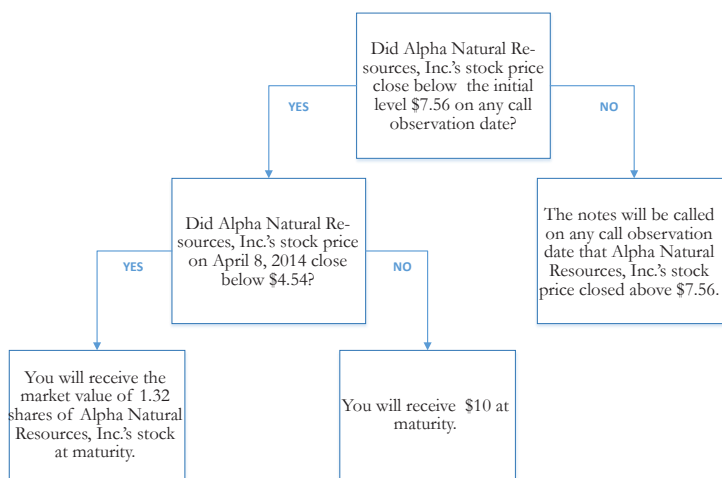 Did Alpha Natural Re-
sources, Inc.'s stock price
close below the initial
level $7.56 on any call
observation date?
YES
NO
Did Alpha Natural Re-
sources, Inc.'s stock price
on April 8, 2014 close
below $4.54?
The notes will be called
on any call observation
date that Alpha Natural
Resources, Inc.'s stock
price closed above $7.56.
YES
NO
You will receive the
market value of 1.32
shares of Alpha Natural
Resources, Inc.'s stock
at maturity.
You will receive $10 at
maturity.